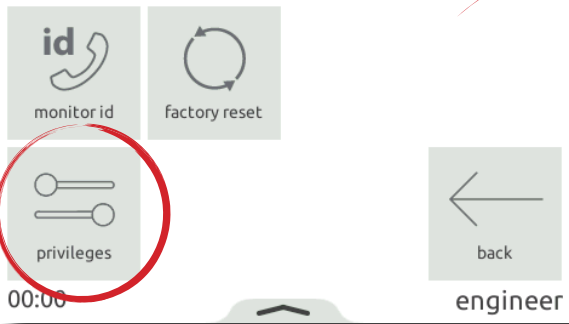 id
monitor id
factory reset
privileges
back
00:00
engineer